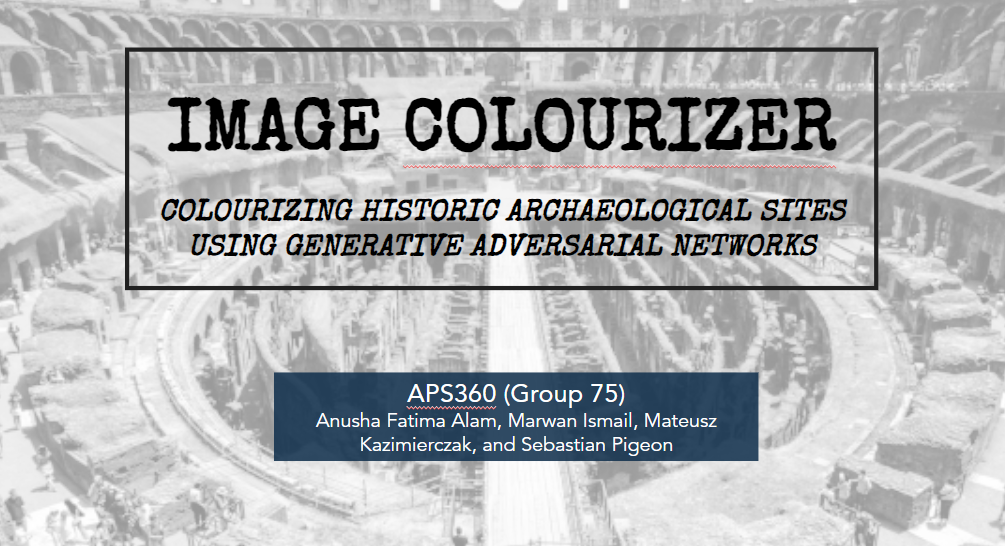 IMAGE COLOURIZER
COLOURIZING HISTORIC ARCHAEOLOGICAL SITES
USING GENERATIVE ADVERSARIAL NETWORKS
APS360 (Group 75)
Anusha Fatima Alam, Marwan Ismail, Mateusz
Kazimierczak, and Sebastian Pigeon